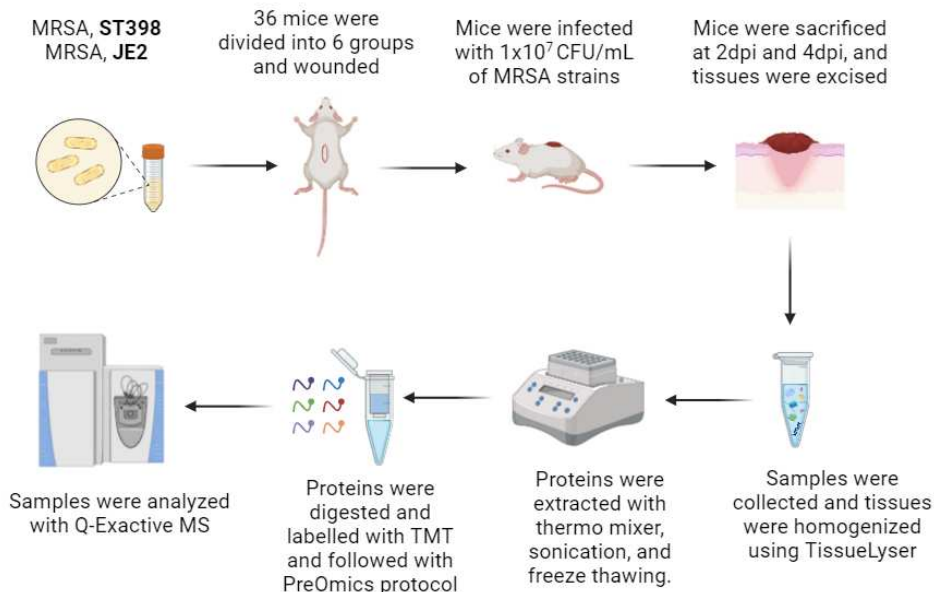 MRSA, ST398
MRSA, JE2
36 mice were
divided into 6 groups
and wounded
Mice were infected
with 1x10⁷ CFU/mL
of MRSA strains
Mice were sacrificed
at 2dpi and 4dpi, and
tissues were excised
Samples were analyzed
with Q-Exactive MS
Proteins were
digested and
labelled with TMT
and followed with
PreOmics protocol
Proteins were
extracted with
thermo mixer,
sonication, and
freeze thawing.
Samples were
collected and tissues
were homogenized
using TissueLyser